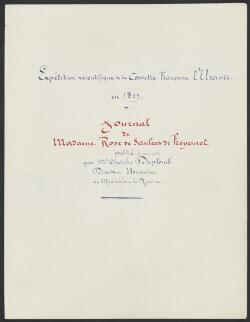 Expédition scientifique de la Corvette Française l'Uranie
en 1817.
Journal
de
Madame Rose de Saulces de Freycinet
publié
par Mr Charles Duplomb
Directeur Honoraire
au Ministère de la Marine